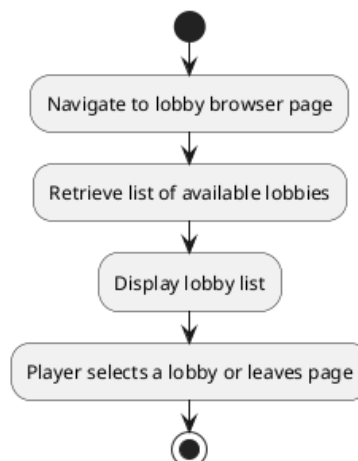 Navigate to lobby browser page
Retrieve list of available lobbies
Display lobby list
Player selects a lobby or leaves page